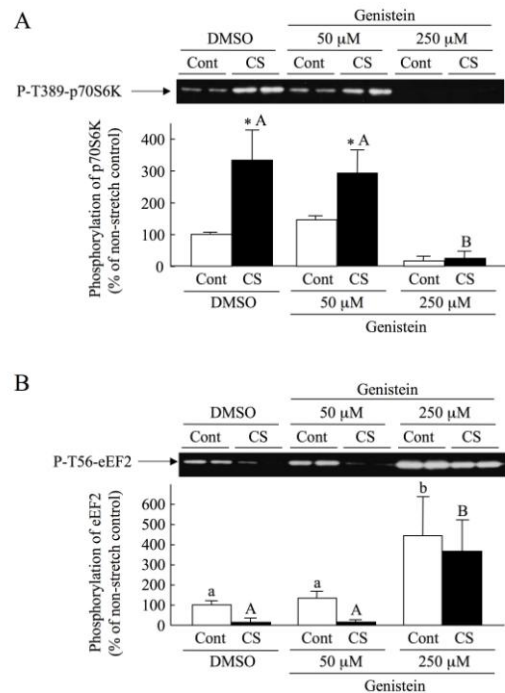 A
Genistein
DMSO 50 µM 250 µM
Cont CS Cont CS Cont CS
P-T389-p70S6K
Phosphorylation of p70S6K
(% of non-stretch control)
400
300
200
100
0
* A
* A
B
Cont CS Cont CS Cont CS
DMSO 50 µM 250 µM
Genistein
B
Genistein
DMSO 50 µM 250 µM
Cont CS Cont CS Cont CS
P-T56-eEF2
Phosphorylation of eEF2
(% of non-stretch control)
600
500
400
300
200
100
0
a A a A b B
Cont CS Cont CS Cont CS
DMSO 50 µM 250 µM
Genistein